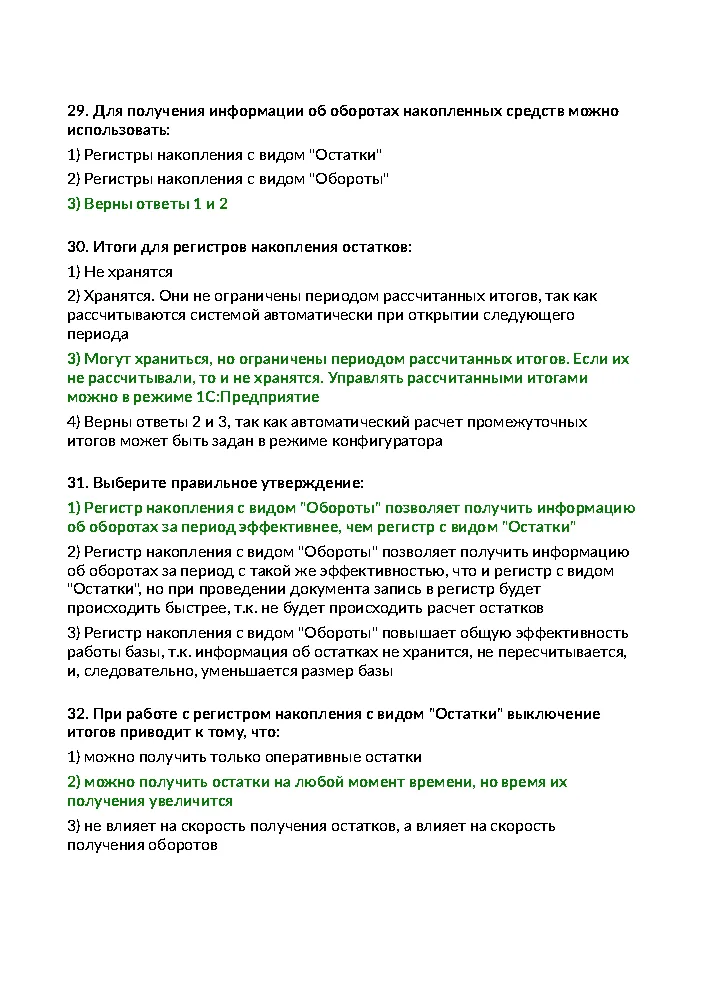 29. Для получения информации об оборотах накопленных средств можно
использовать:
1) Регистры накопления с видом "Остатки"
2) Регистры накопления с видом "Обороты"
3) Верны ответы 1 и 2
30. Итоги для регистров накопления остатков:
1) Не хранятся
2) Хранятся. Они не ограничены периодом рассчитанных итогов, так как
рассчитываются системой автоматически при открытии следующего
периода
3) Могут храниться, но ограничены периодом рассчитанных итогов. Если их
не рассчитывали, то и не хранятся. Управлять рассчитанными итогами
можно в режиме 1С:Предприятие
4) Верны ответы 2 и 3, так как автоматический расчет промежуточных
итогов может быть задан в режиме конфигуратора
31. Выберите правильное утверждение:
1) Регистр накопления с видом "Обороты" позволяет получить информацию
об оборотах за период эффективнее, чем регистр с видом "Остатки"
2) Регистр накопления с видом "Обороты" позволяет получить информацию
об оборотах за период с такой же эффективностью, что и регистр с видом
"Остатки", но при проведении документа запись в регистр будет
происходить быстрее, т.к. не будет происходить расчет остатков
3) Регистр накопления с видом "Обороты" повышает общую эффективность
работы базы, т.к. информация об остатках не хранится, не пересчитывается,
и, следовательно, уменьшается размер базы
32. При работе с регистром накопления с видом "Остатки" выключение
итогов приводит к тому, что:
1) можно получить только оперативные остатки
2) можно получить остатки на любой момент времени, но время их
получения увеличится
3) не влияет на скорость получения остатков, а влияет на скорость
получения оборотов